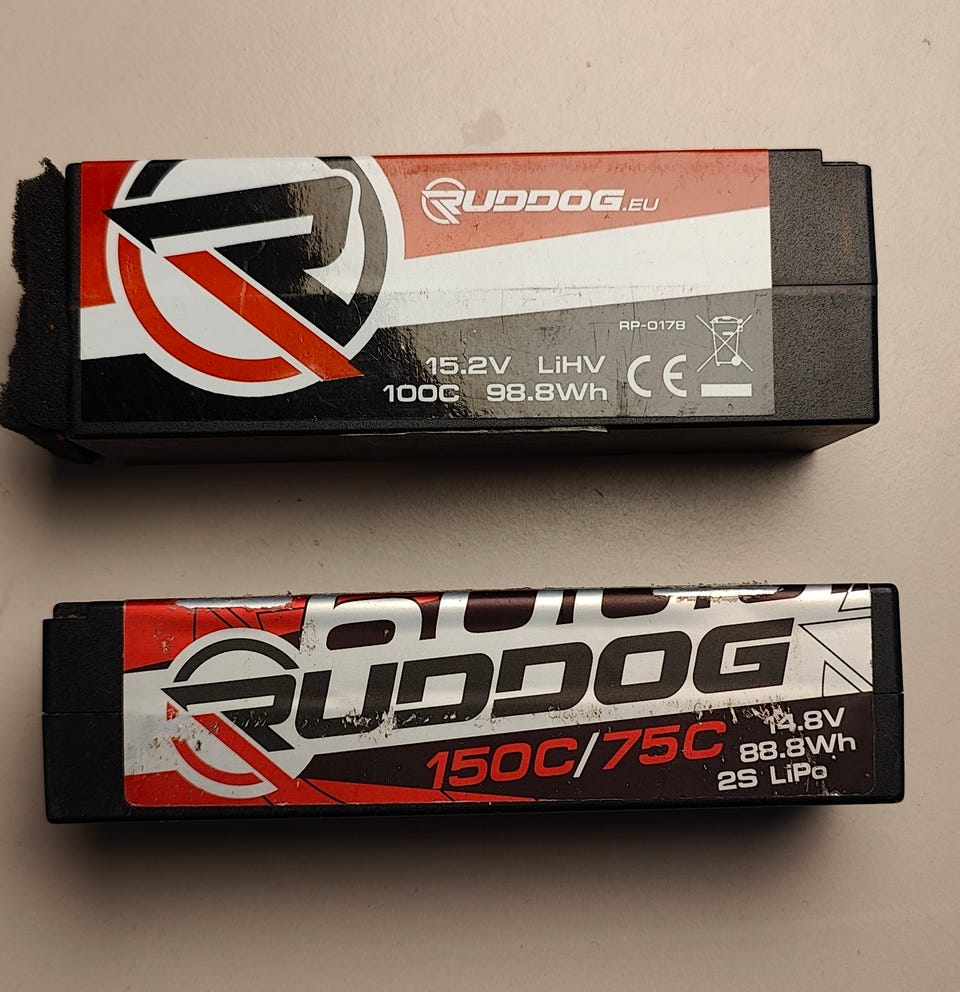 RUDDOG.EU
RP-0178
15.2V LiHV
100C 98.8Wh
CE
RUDDOG
150C/75C
14.8V
88.8Wh
2S LiPo